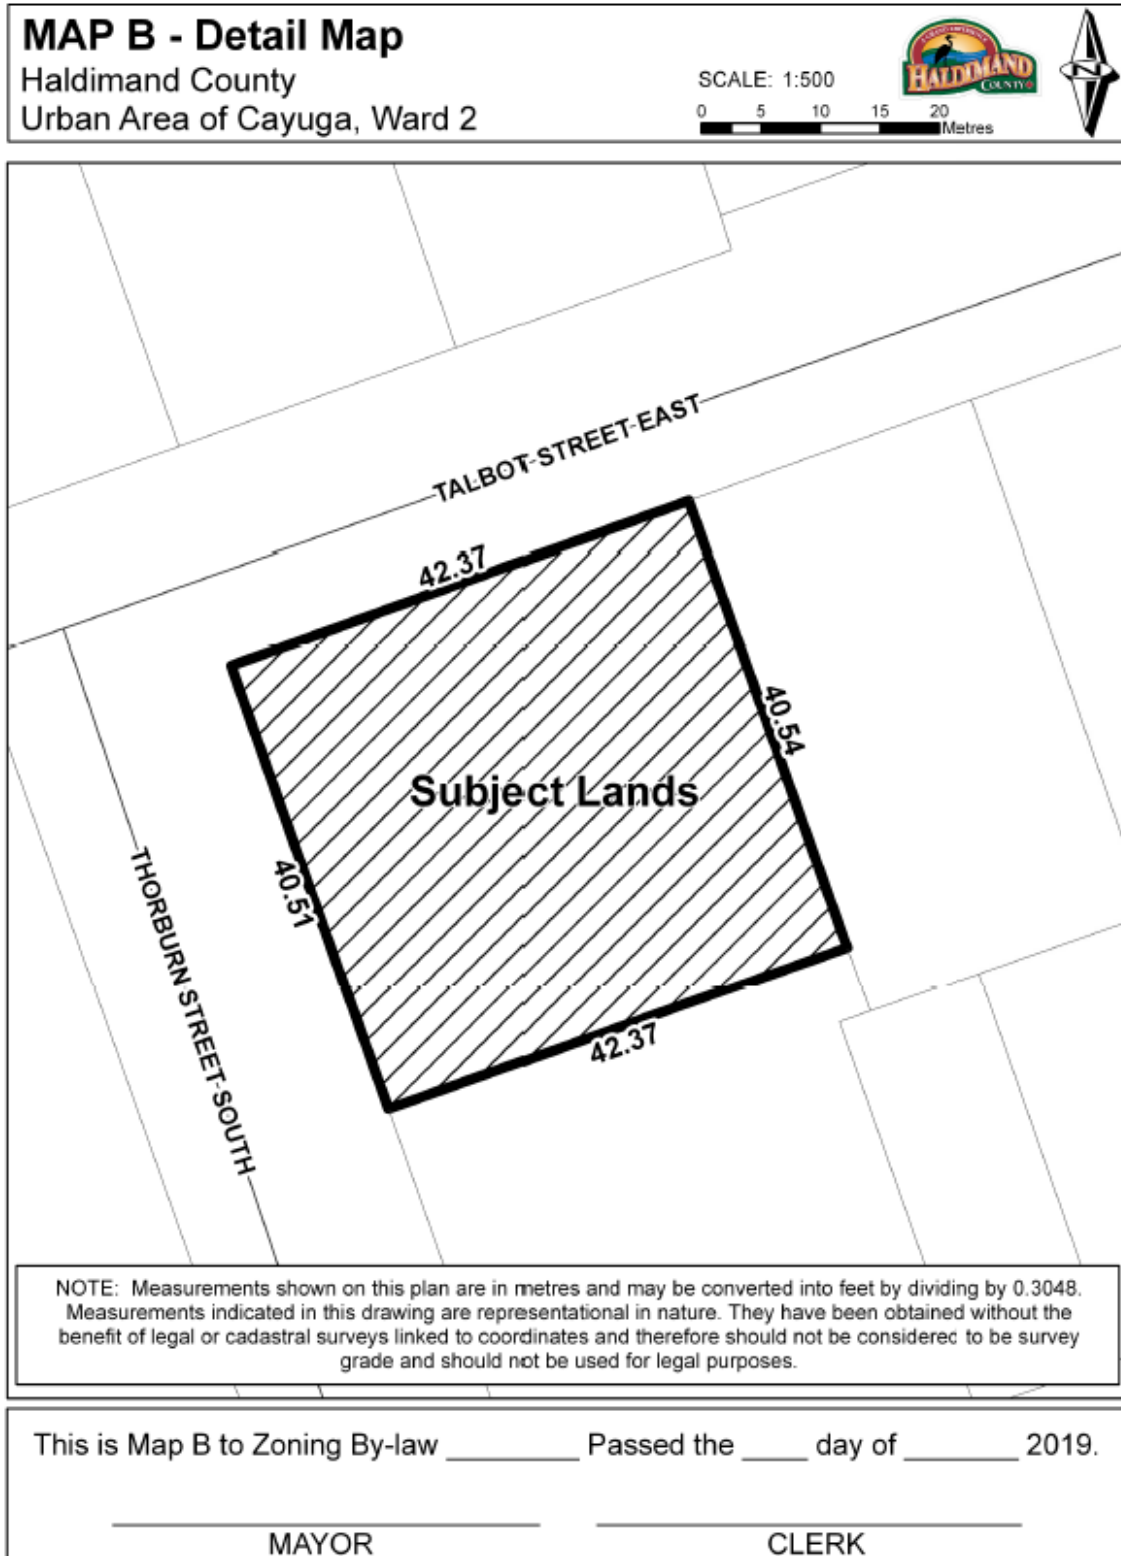 MAP B - Detail Map
Haldimand County
Urban Area of Cayuga, Ward 2
SCALE: 1:500
0 5 10 15 20
Metres
A GRAND EXPERIENCE
HALDIMAND
COUNTY
N
TALBOT STREET EAST
42.37
40.54
Subject Lands
40.51
THORBURN STREET SOUTH
42.37
NOTE: Measurements shown on this plan are in metres and may be converted into feet by dividing by 0.3048.
Measurements indicated in this drawing are representational in nature. They have been obtained without the
benefit of legal or cadastral surveys linked to coordinates and therefore should not be considered to be survey
grade and should not be used for legal purposes.
This is Map B to Zoning By-law ________ Passed the ____ day of _______ 2019.
MAYOR CLERK